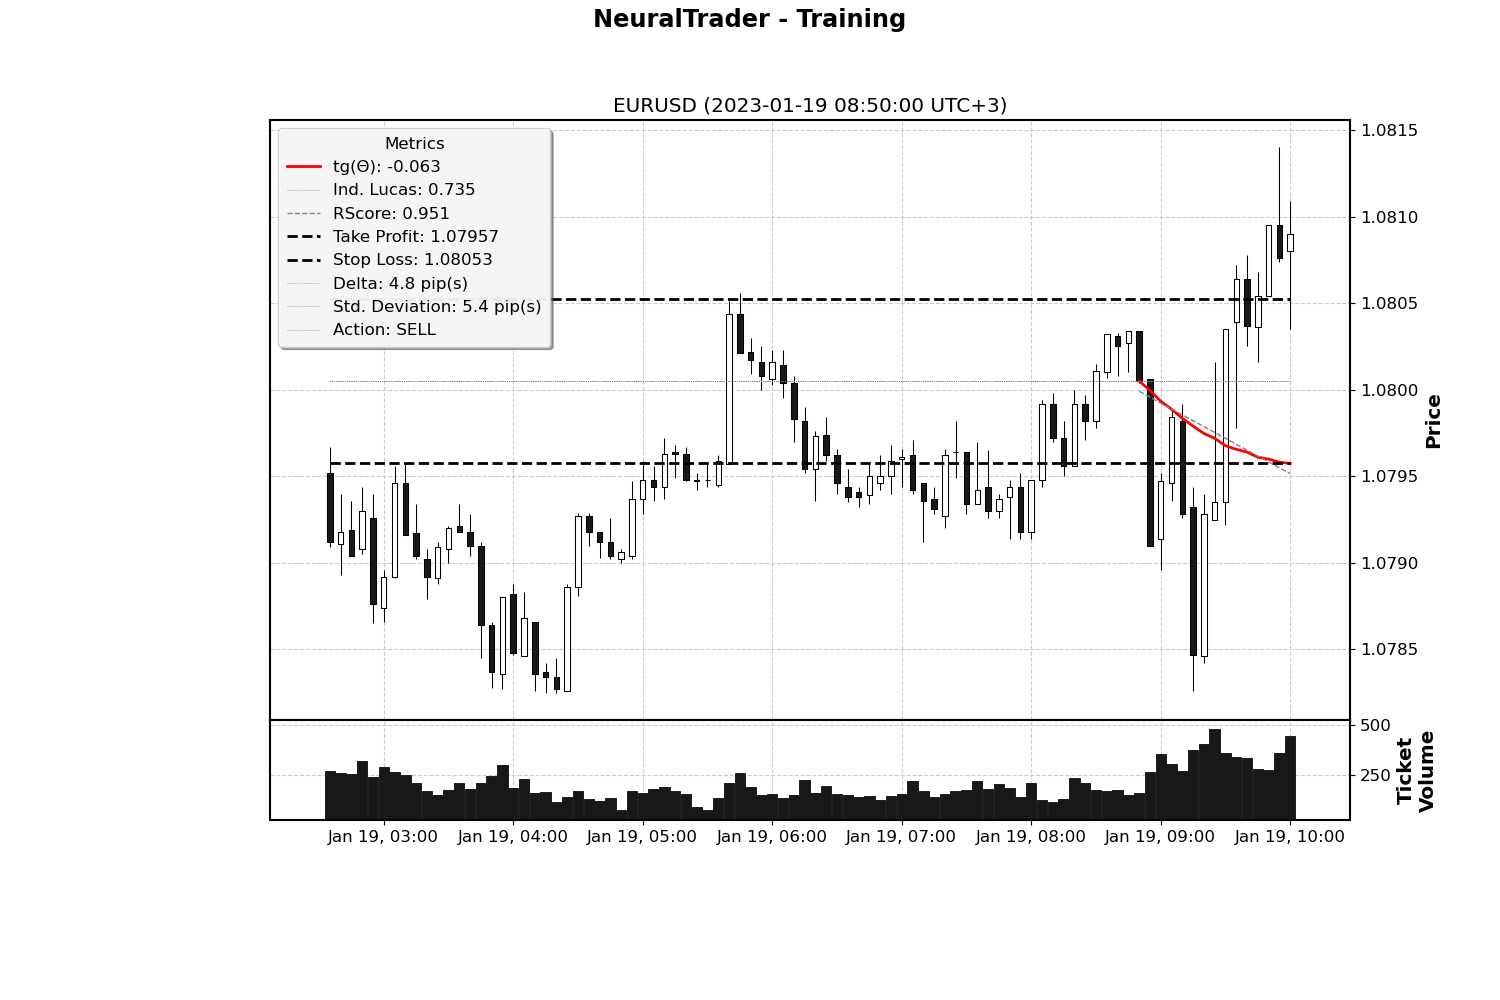 NeuralTrader - Training
EURUSD (2023-01-19 08:50:00 UTC+3)
Metrics
tg(Θ): -0.063
Ind. Lucas: 0.735
RScore: 0.951
Take Profit: 1.07957
Stop Loss: 1.08053
Delta: 4.8 pip(s)
Std. Deviation: 5.4 pip(s)
Action: SELL
1.0815
1.0810
1.0805
1.0800
1.0795
1.0790
1.0785
Price
500
250
Ticket
Volume
Jan 19, 03:00
Jan 19, 04:00
Jan 19, 05:00
Jan 19, 06:00
Jan 19, 07:00
Jan 19, 08:00
Jan 19, 09:00
Jan 19, 10:00